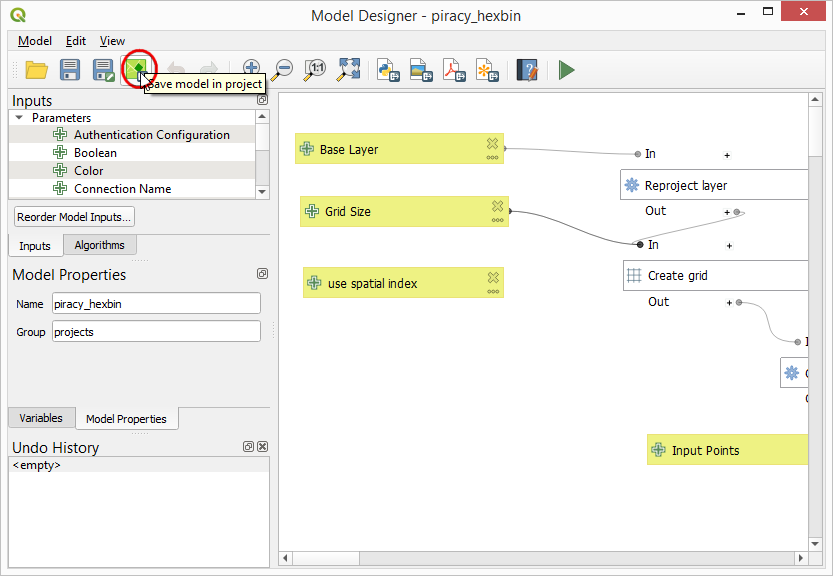 Model Designer - piracy_hexbin
Model Edit View
1:1
Save model in project
Inputs
Parameters
Authentication Configuration
Boolean
Color
Connection Name
Reorder Model Inputs...
Inputs Algorithms
Model Properties
Name piracy_hexbin
Group projects
Variables Model Properties
Undo History
<empty>
Base Layer
In
Reproject layer
Out
Grid Size
In
Create grid
Out
use spatial index
Input Points